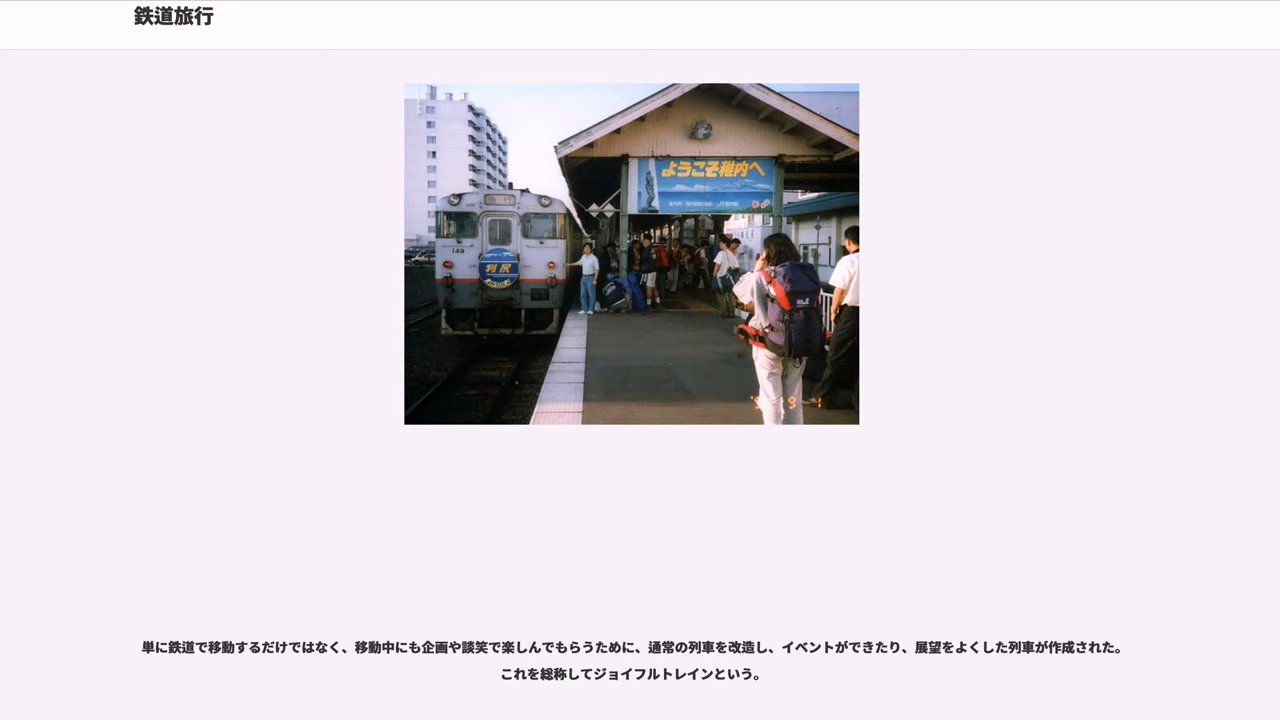 鉄道旅行
ようこそ稚内へ
149
利尻
RISHIRI
単に鉄道で移動するだけではなく、移動中にも企画や談笑で楽しんでもらうために、通常の列車を改造し、イベントができたり、展望をよくした列車が作成された。
これを総称してジョイフルトレインという。